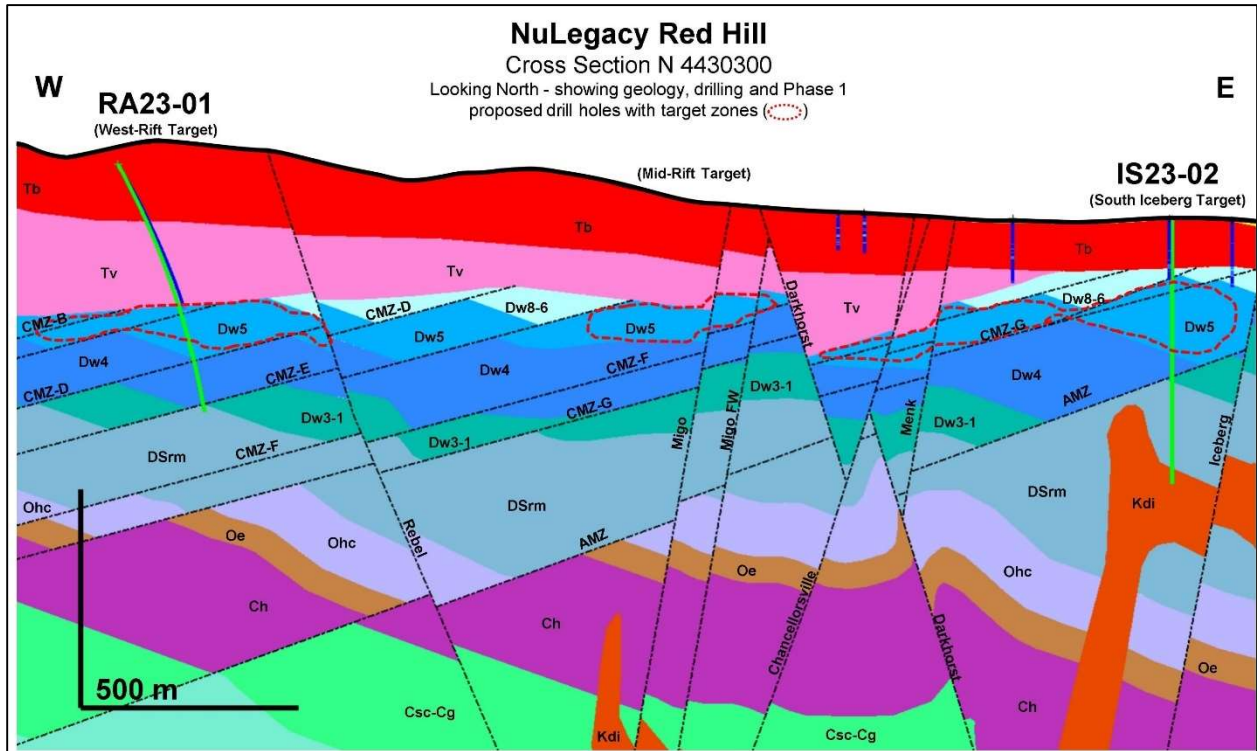 NuLegacy Red Hill
Cross Section N 4430300
Looking North - showing geology, drilling and Phase 1
proposed drill holes with target zones ( )
W
E
RA23-01
(West-Rift Target)
(Mid-Rift Target)
IS23-02
(South Iceberg Target)
Tb
Tb
Tb
Tv
Tv
Tv
Darkhorst
CMZ-B
Dw5
CMZ-D
Dw8-6
Dw5
Dw5
Dw8-6
CMZ-G
Dw5
Dw4
CMZ-D
CMZ-E
Dw4
CMZ-F
Dw3-1
Dw4
AMZ
Dw3-1
CMZ-G
Dw3-1
Migo
Migo FW
Menk
Dw3-1
Iceberg
DSrm
CMZ-F
DSrm
DSrm
Kdi
Ohc
Oe
Ohc
Rebel
AMZ
Oe
Ohc
Ch
Ch
Chancellorsville
Darkhorst
Oe
500 m
Csc-Cg
Kdi
Ch